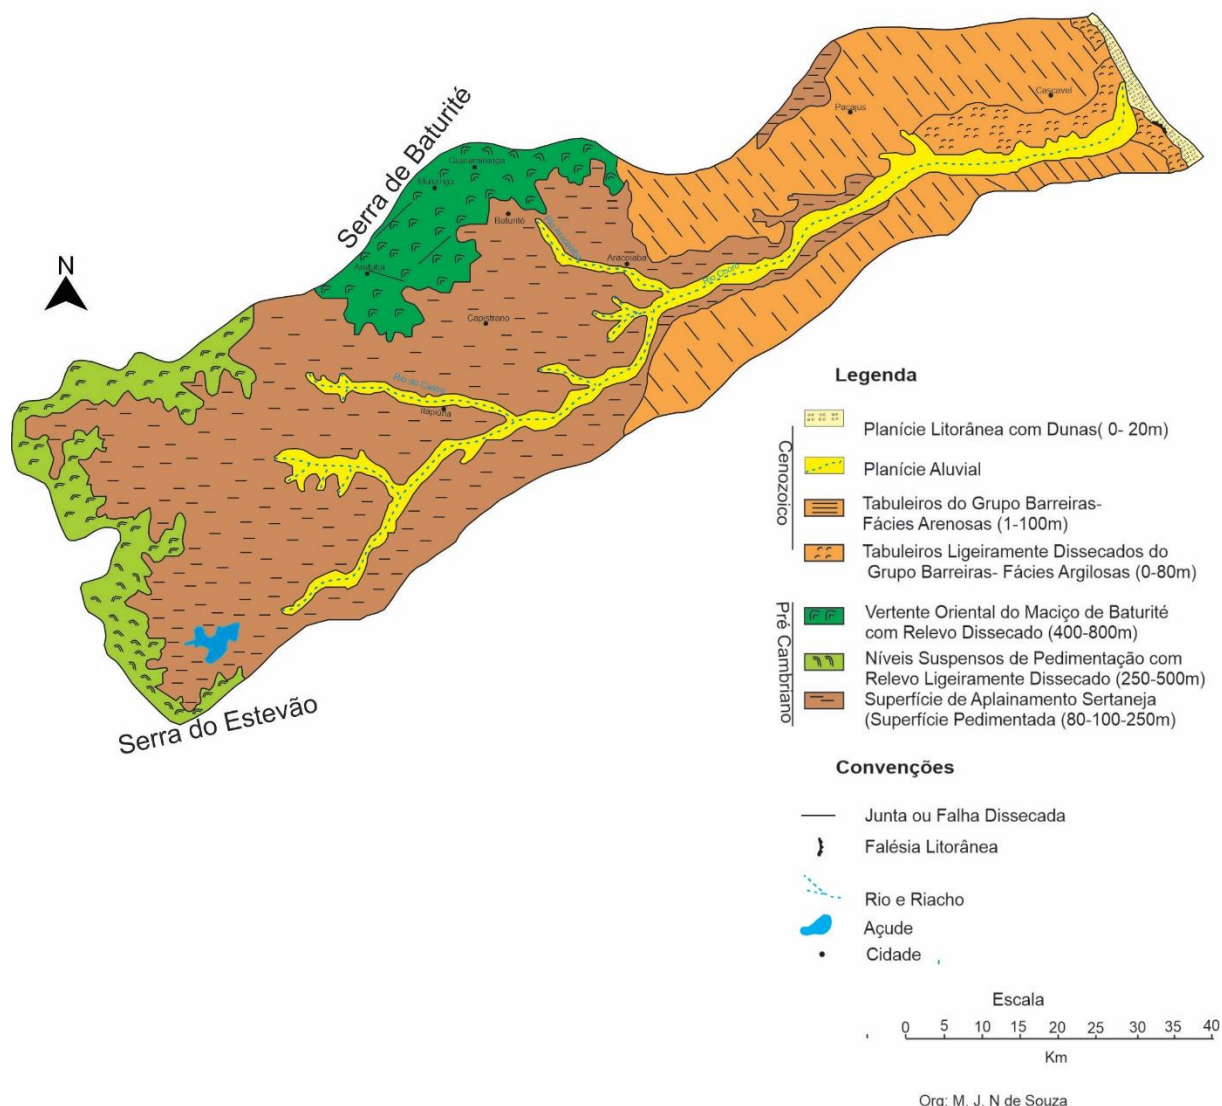 Serra de Baturité
Guaramiranga
Mulungu
Aratuba
Baturité
Aracoiaba
Capistrano
Rio do Castro
Itapiúna
Rio Choró
Pacajus
Cascavel
N
Serra do Estevão
Legenda
Cenozoico
Planície Litorânea com Dunas( 0- 20m)
Planície Aluvial
Tabuleiros do Grupo Barreiras-
Fácies Arenosas (1-100m)
Tabuleiros Ligeiramente Dissecados do
Grupo Barreiras- Fácies Argilosas (0-80m)
Pré Cambriano
Vertente Oriental do Maciço de Baturité
com Relevo Dissecado (400-800m)
Níveis Suspensos de Pedimentação com
Relevo Ligeiramente Dissecado (250-500m)
Superfície de Aplainamento Sertaneja
(Superfície Pedimentada (80-100-250m)
Convenções
Junta ou Falha Dissecada
Falésia Litorânea
Rio e Riacho
Açude
Cidade
Escala
0 5 10 15 20 25 30 35 40
Km
Org: M. J. N de Souza